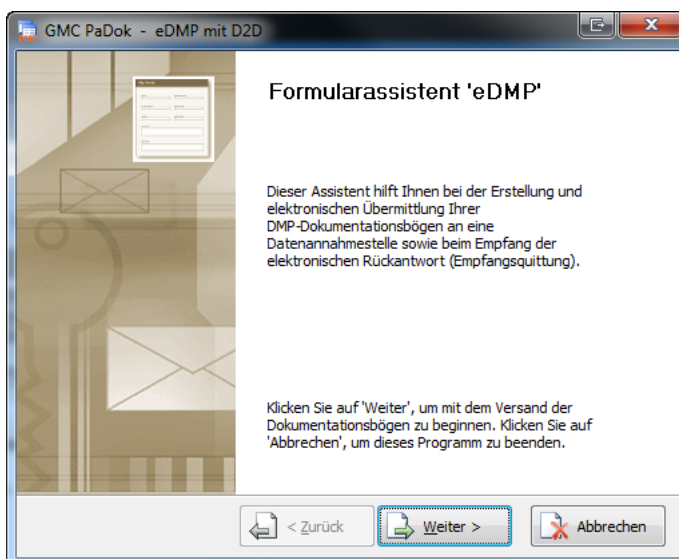 GMC PaDok - eDMP mit D2D
Formularassistent 'eDMP'
Dieser Assistent hilft Ihnen bei der Erstellung und
elektronischen Übermittlung Ihrer
DMP-Dokumentationsbögen an eine
Datenannahmestelle sowie beim Empfang der
elektronischen Rückantwort (Empfangsquittung).
Klicken Sie auf 'Weiter', um mit dem Versand der
Dokumentationsbögen zu beginnen. Klicken Sie auf
'Abbrechen', um dieses Programm zu beenden.
< Zurück
Weiter >
Abbrechen